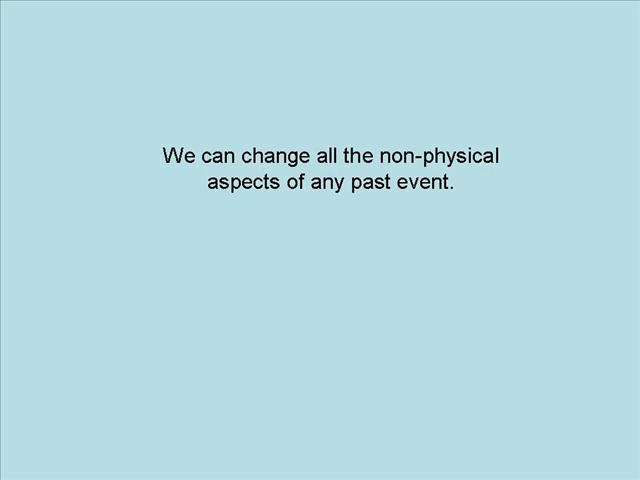 We can change all the non-physical
aspects of any past event.